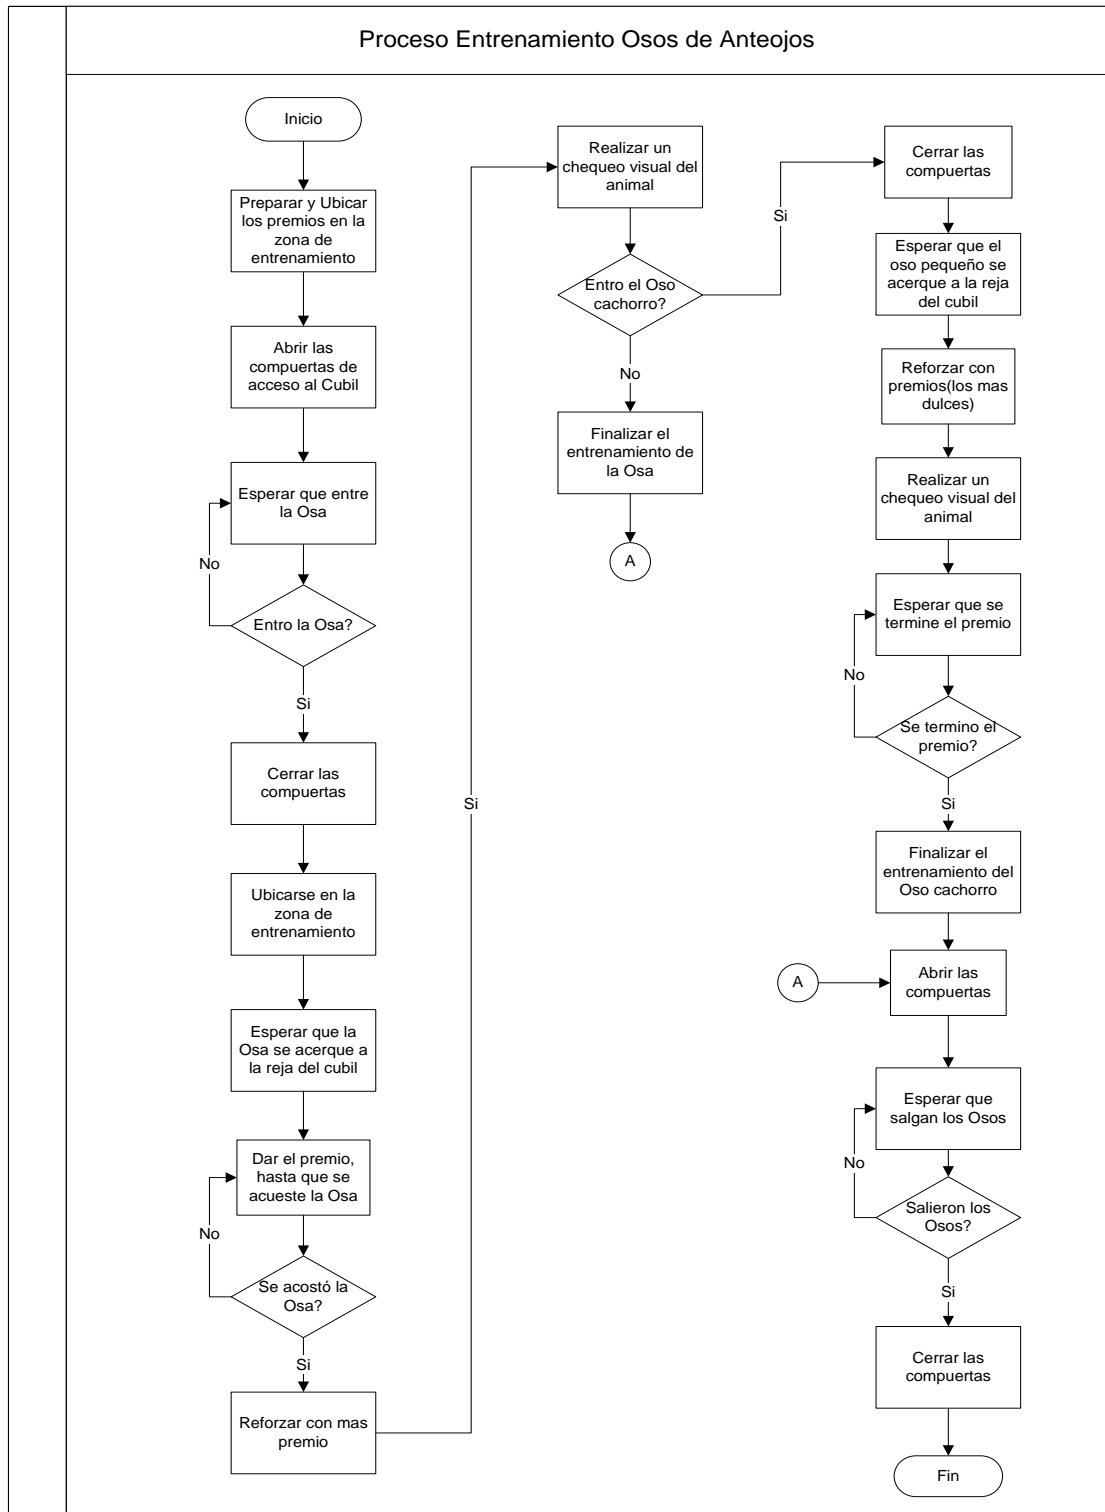 Proceso Entrenamiento Osos de Anteojos
Inicio
Preparar y Ubicar
los premios en la
zona de
entrenamiento
Abrir las
compuertas de
acceso al Cubil
Esperar que entre
la Osa
No
Entro la Osa?
Si
Cerrar las
compuertas
Ubicarse en la
zona de
entrenamiento
Esperar que la
Osa se acerque a
la reja del cubil
Dar el premio,
hasta que se
acueste la Osa
No
Se acostó la
Osa?
Si
Reforzar con mas
premio
Si
Realizar un
chequeo visual del
animal
Entro el Oso
cachorro?
Si
No
Finalizar el
entrenamiento de
la Osa
A
Cerrar las
compuertas
Esperar que el
oso pequeño se
acerque a la reja
del cubil
Reforzar con
premios(los mas
dulces)
Realizar un
chequeo visual del
animal
Esperar que se
termine el premio
No
Se termino el
premio?
Si
Finalizar el
entrenamiento del
Oso cachorro
A
Abrir las
compuertas
Esperar que
salgan los Osos
No
Salieron los
Osos?
Si
Cerrar las
compuertas
Fin